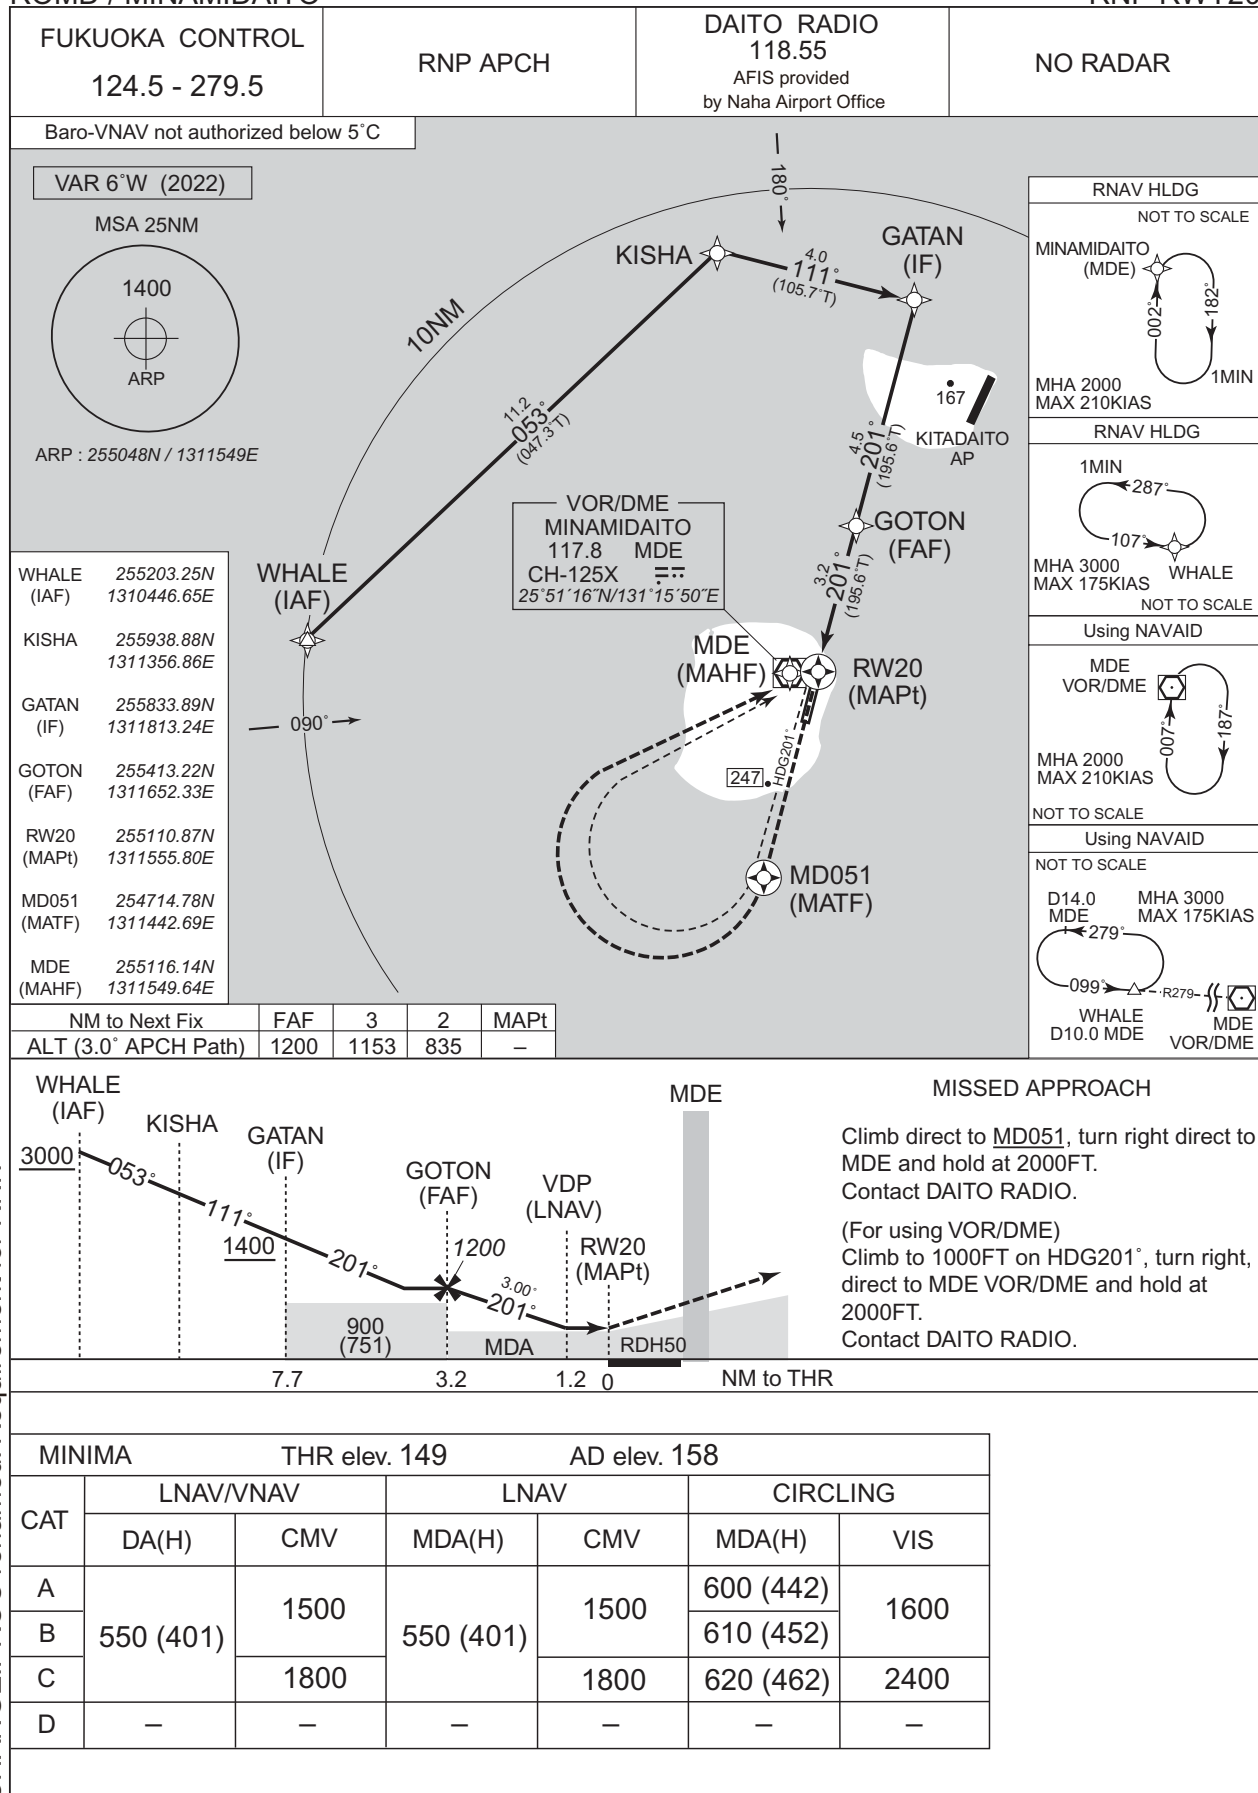 FUKUOKA CONTROL
124.5 - 279.5
RNP APCH
DAITO RADIO
118.55
AFIS provided
by Naha Airport Office
NO RADAR
Baro-VNAV not authorized below 5˚C
VAR 6˚W (2022)
MSA 25NM
1400
ARP
ARP : 255048N / 1311549E
10NM
180˚
KISHA
4.0
111˚
(105.7˚T)
GATAN
(IF)
11.2
053˚
(047.3˚T)
167
KITADAITO
AP
4.5
201˚
(195.6˚T)
VOR/DME
MINAMIDAITO
117.8 MDE
CH-125X
25˚51´16˝N/131˚15´50˝E
GOTON
(FAF)
3.2
201˚
(195.6˚T)
WHALE
(IAF)
090˚
MDE
(MAHF)
RW20
(MAPt)
HDG201˚
247
MD051
(MATF)
WHALE 255203.25N
(IAF) 1310446.65E
KISHA 255938.88N
1311356.86E
GATAN 255833.89N
(IF) 1311813.24E
GOTON 255413.22N
(FAF) 1311652.33E
RW20 255110.87N
(MAPt) 1311555.80E
MD051 254714.78N
(MATF) 1311442.69E
MDE 255116.14N
(MAHF) 1311549.64E
RNAV HLDG
NOT TO SCALE
MINAMIDAITO
(MDE)
002˚
182˚
1MIN
MHA 2000
MAX 210KIAS
RNAV HLDG
1MIN
287˚
107˚
MHA 3000
MAX 175KIAS
WHALE
NOT TO SCALE
Using NAVAID
MDE
VOR/DME
007˚
187˚
MHA 2000
MAX 210KIAS
NOT TO SCALE
Using NAVAID
NOT TO SCALE
D14.0
MDE
MHA 3000
MAX 175KIAS
279˚
099˚
R279
WHALE
D10.0 MDE
MDE
VOR/DME
NM to Next Fix FAF 3 2 MAPt
ALT (3.0˚ APCH Path) 1200 1153 835 –
WHALE
(IAF)
KISHA
GATAN
(IF)
GOTON
(FAF)
VDP
(LNAV)
RW20
(MAPt)
MDE
3000
053˚
111˚
1400
201˚
1200
3.00˚
201˚
900
(751)
MDA
RDH50
7.7 3.2 1.2 0 NM to THR
MISSED APPROACH
Climb direct to MD051, turn right direct to
MDE and hold at 2000FT.
Contact DAITO RADIO.
(For using VOR/DME)
Climb to 1000FT on HDG201˚, turn right,
direct to MDE VOR/DME and hold at
2000FT.
Contact DAITO RADIO.
MINIMA THR elev. 149 AD elev. 158
CAT LNAV/VNAV LNAV CIRCLING
DA(H) CMV MDA(H) CMV MDA(H) VIS
A 550 (401) 1500 550 (401) 1500 600 (442) 1600
B 610 (452)
C 1800 1800 620 (462) 2400
D – – – – – –